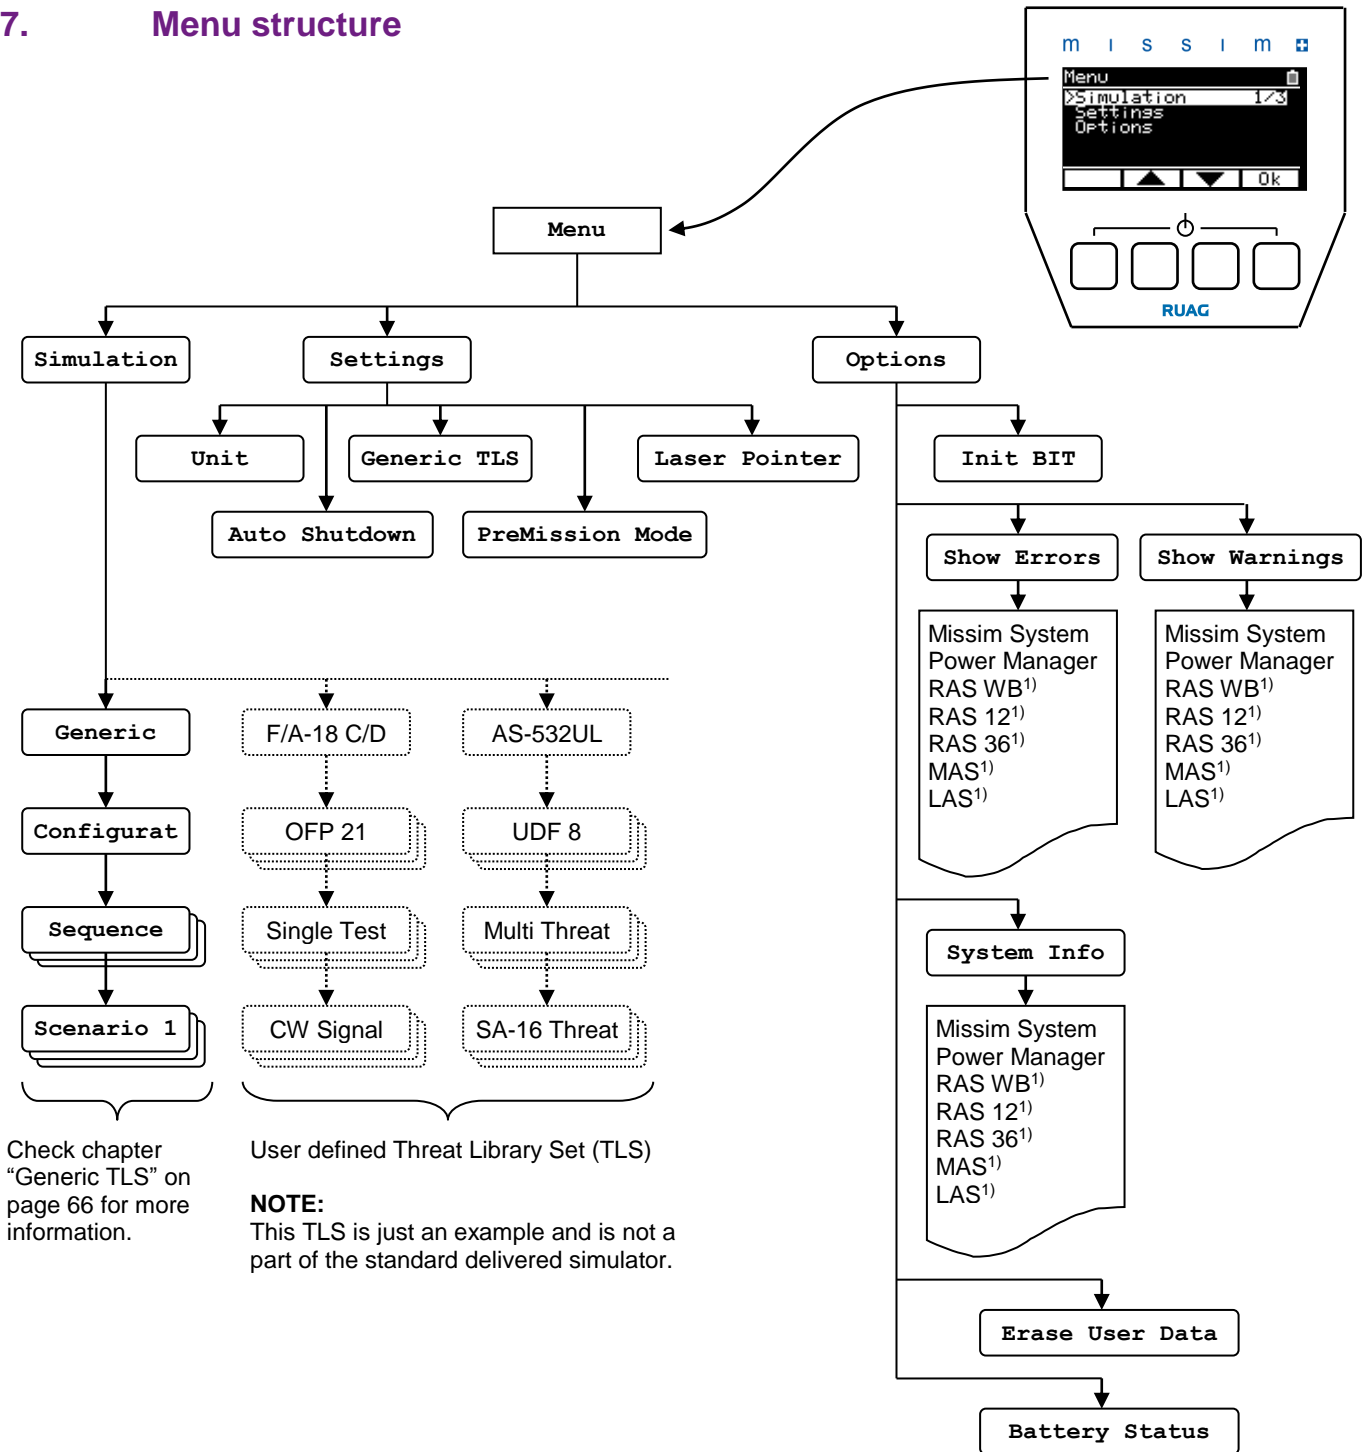 7. Menu structure
m i s s i m
Menu
>Simulation 1/3
Settings
Options
Ok
RUAG
Menu
Simulation
Settings
Options
Unit
Generic TLS
Laser Pointer
Init BIT
Auto Shutdown
PreMission Mode
Show Errors
Show Warnings
Missim System
Power Manager
RAS WB1)
RAS 121)
RAS 361)
MAS1)
LAS1)
Missim System
Power Manager
RAS WB1)
RAS 121)
RAS 361)
MAS1)
LAS1)
Generic
F/A-18 C/D
AS-532UL
Configurat
OFP 21
UDF 8
Sequence
Single Test
Multi Threat
System Info
Scenario 1
CW Signal
SA-16 Threat
Missim System
Power Manager
RAS WB1)
RAS 121)
RAS 361)
MAS1)
LAS1)
Check chapter
“Generic TLS” on
page 66 for more
information.
User defined Threat Library Set (TLS)
NOTE:
This TLS is just an example and is not a
part of the standard delivered simulator.
Erase User Data
Battery Status